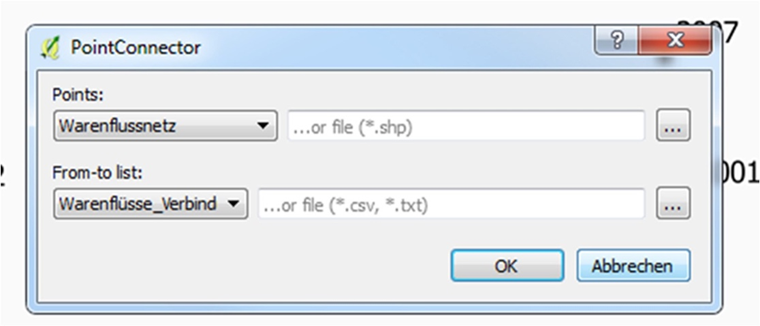 2007
PointConnector
?
Points:
Warenflussnetz
...or file (*.shp)
...
2
001
From-to list:
Warenflüsse_Verbind
...or file (*.csv, *.txt)
...
OK
Abbrechen